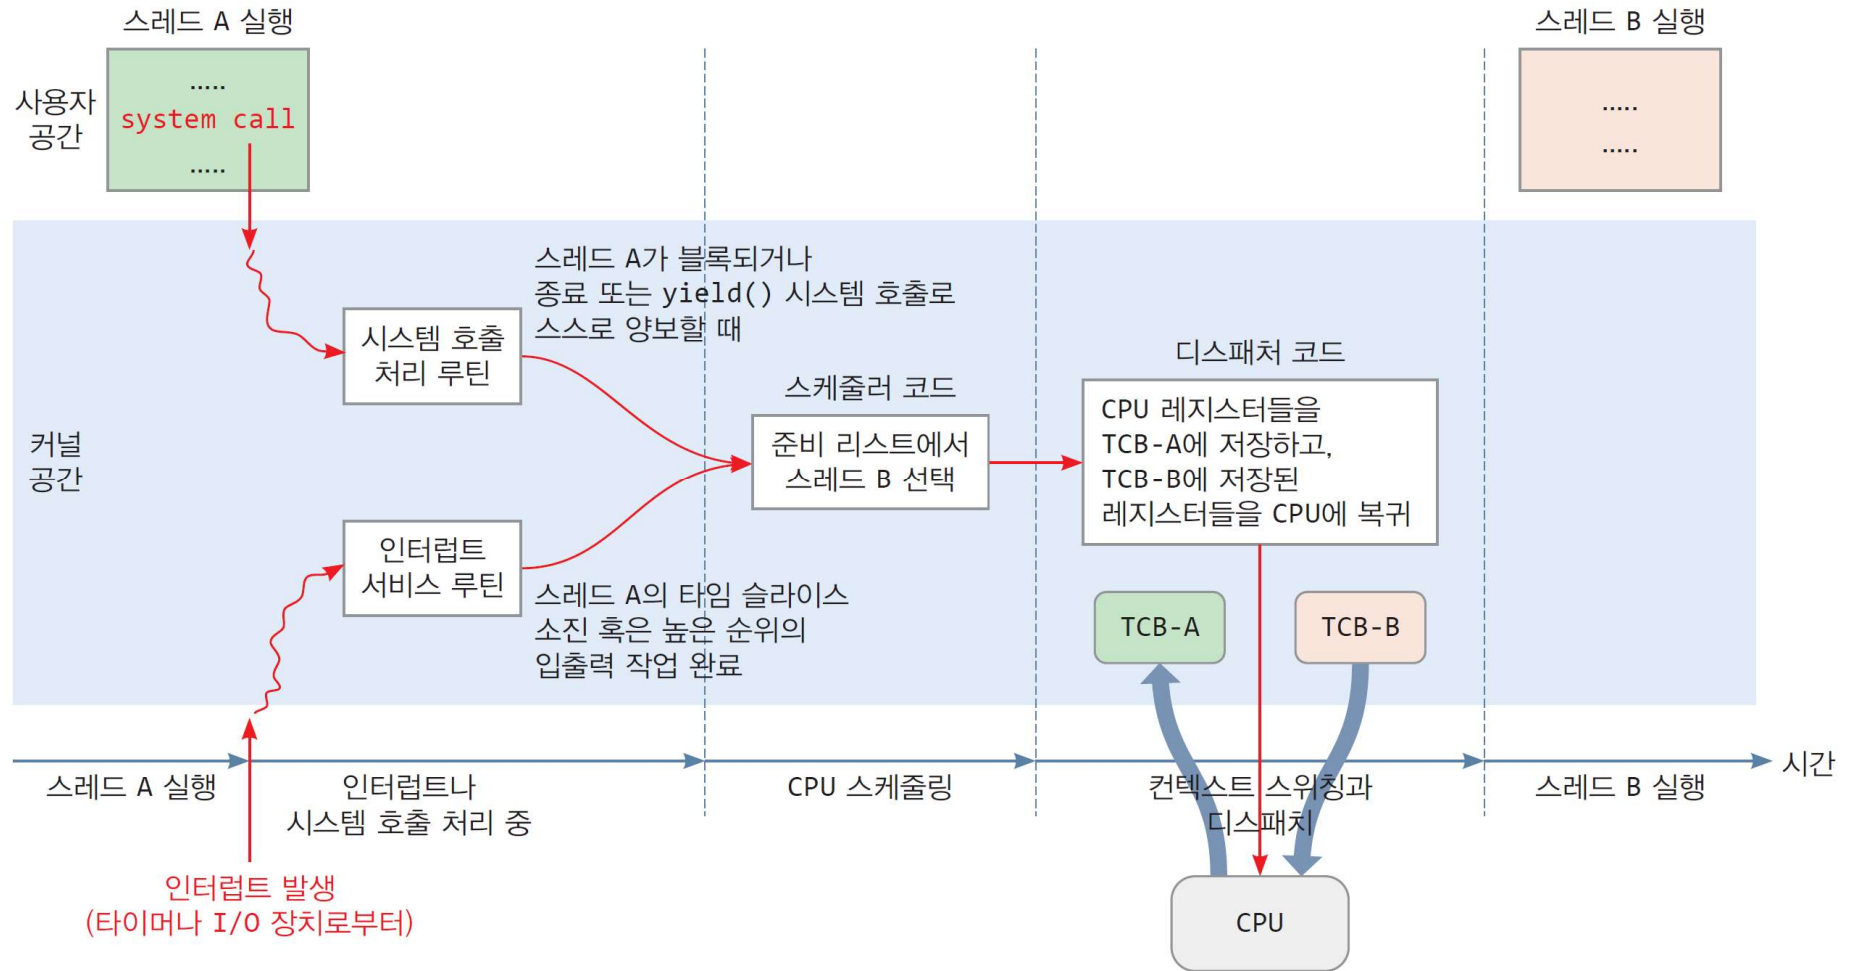 스레드 A 실행
스레드 B 실행
사용자
공간
.....
system call
.....
.....
.....
스레드 A가 블록되거나
종료 또는 yield() 시스템 호출로
스스로 양보할 때
시스템 호출
처리 루틴
커널
공간
스케줄러 코드
준비 리스트에서
스레드 B 선택
디스패처 코드
CPU 레지스터들을
TCB-A에 저장하고,
TCB-B에 저장된
레지스터들을 CPU에 복귀
인터럽트
서비스 루틴
스레드 A의 타임 슬라이스
소진 혹은 높은 순위의
입출력 작업 완료
TCB-A
TCB-B
스레드 A 실행
인터럽트나
시스템 호출 처리 중
CPU 스케줄링
컨텍스트 스위칭과
디스패치
스레드 B 실행
시간
인터럽트 발생
(타이머나 I/O 장치로부터)
CPU